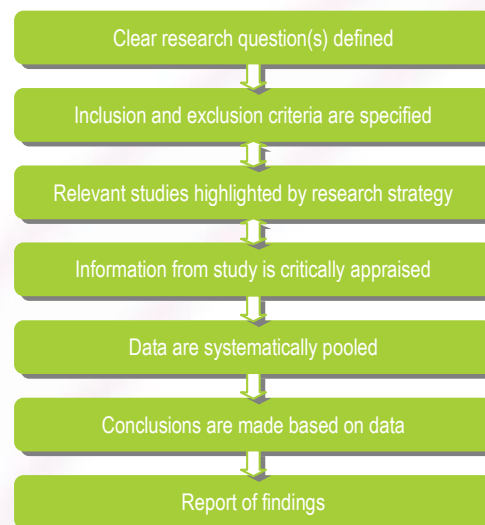 Clear research question(s) defined
Inclusion and exclusion criteria are specified
Relevant studies highlighted by research strategy
Information from study is critically appraised
Data are systematically pooled
Conclusions are made based on data
Report of findings